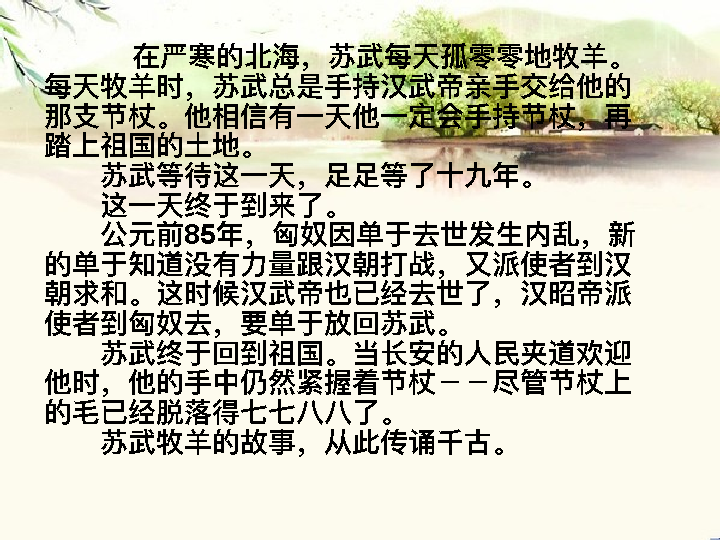 在严寒的北海，苏武每天孤零零地牧羊。
每天牧羊时，苏武总是手持汉武帝亲手交给他的
那支节杖。他相信有一天他一定会手持节杖，再
踏上祖国的土地。
苏武等待这一天，足足等了十九年。
这一天终于到来了。
公元前85年，匈奴因单于去世发生内乱，新
的单于知道没有力量跟汉朝打战，又派使者到汉
朝求和。这时候汉武帝也已经去世了，汉昭帝派
使者到匈奴去，要单于放回苏武。
苏武终于回到祖国。当长安的人民夹道欢迎
他时，他的手中仍然紧握着节杖－－尽管节杖上
的毛已经脱落得七七八八了。
苏武牧羊的故事，从此传诵千古。